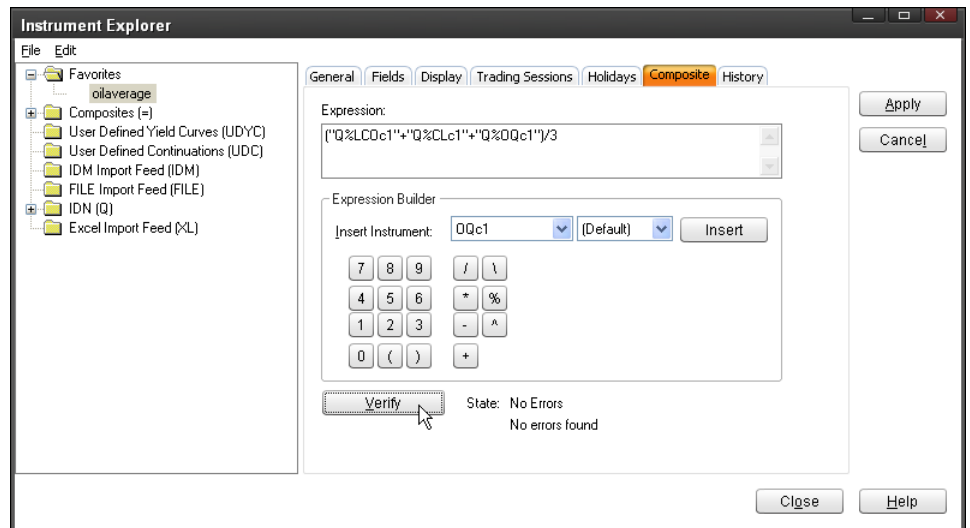 Instrument Explorer
File Edit
Favorites
oilaverage
Composites (=)
User Defined Yield Curves (UDYC)
User Defined Continuations (UDC)
IDM Import Feed (IDM)
FILE Import Feed (FILE)
IDN (Q)
Excel Import Feed (XL)
General Fields Display Trading Sessions Holidays Composite History
Expression:
("Q%LCOc1"+"Q%CLc1"+"Q%OQc1")/3
Expression Builder
Insert Instrument: OQc1 (Default) Insert
7 8 9 / \
4 5 6 * %
1 2 3 - ^
0 ( ) +
Verify State: No Errors
No errors found
Apply
Cancel
Close Help